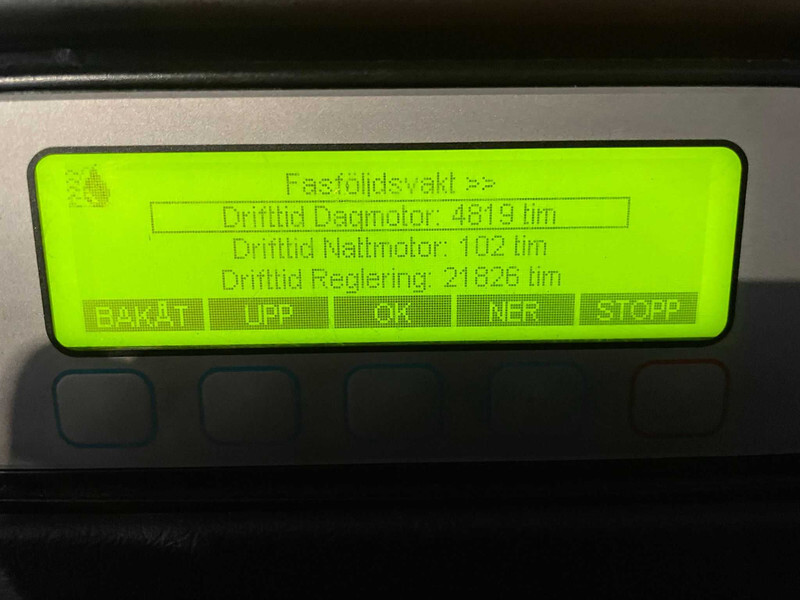 Fasföljdsvakt >>
Drifttid Dagmotor: 4819 tim
Drifttid Nattmotor: 102 tim
Drifttid Reglering: 21826 tim
BAKÅT UPP OK NER STOPP